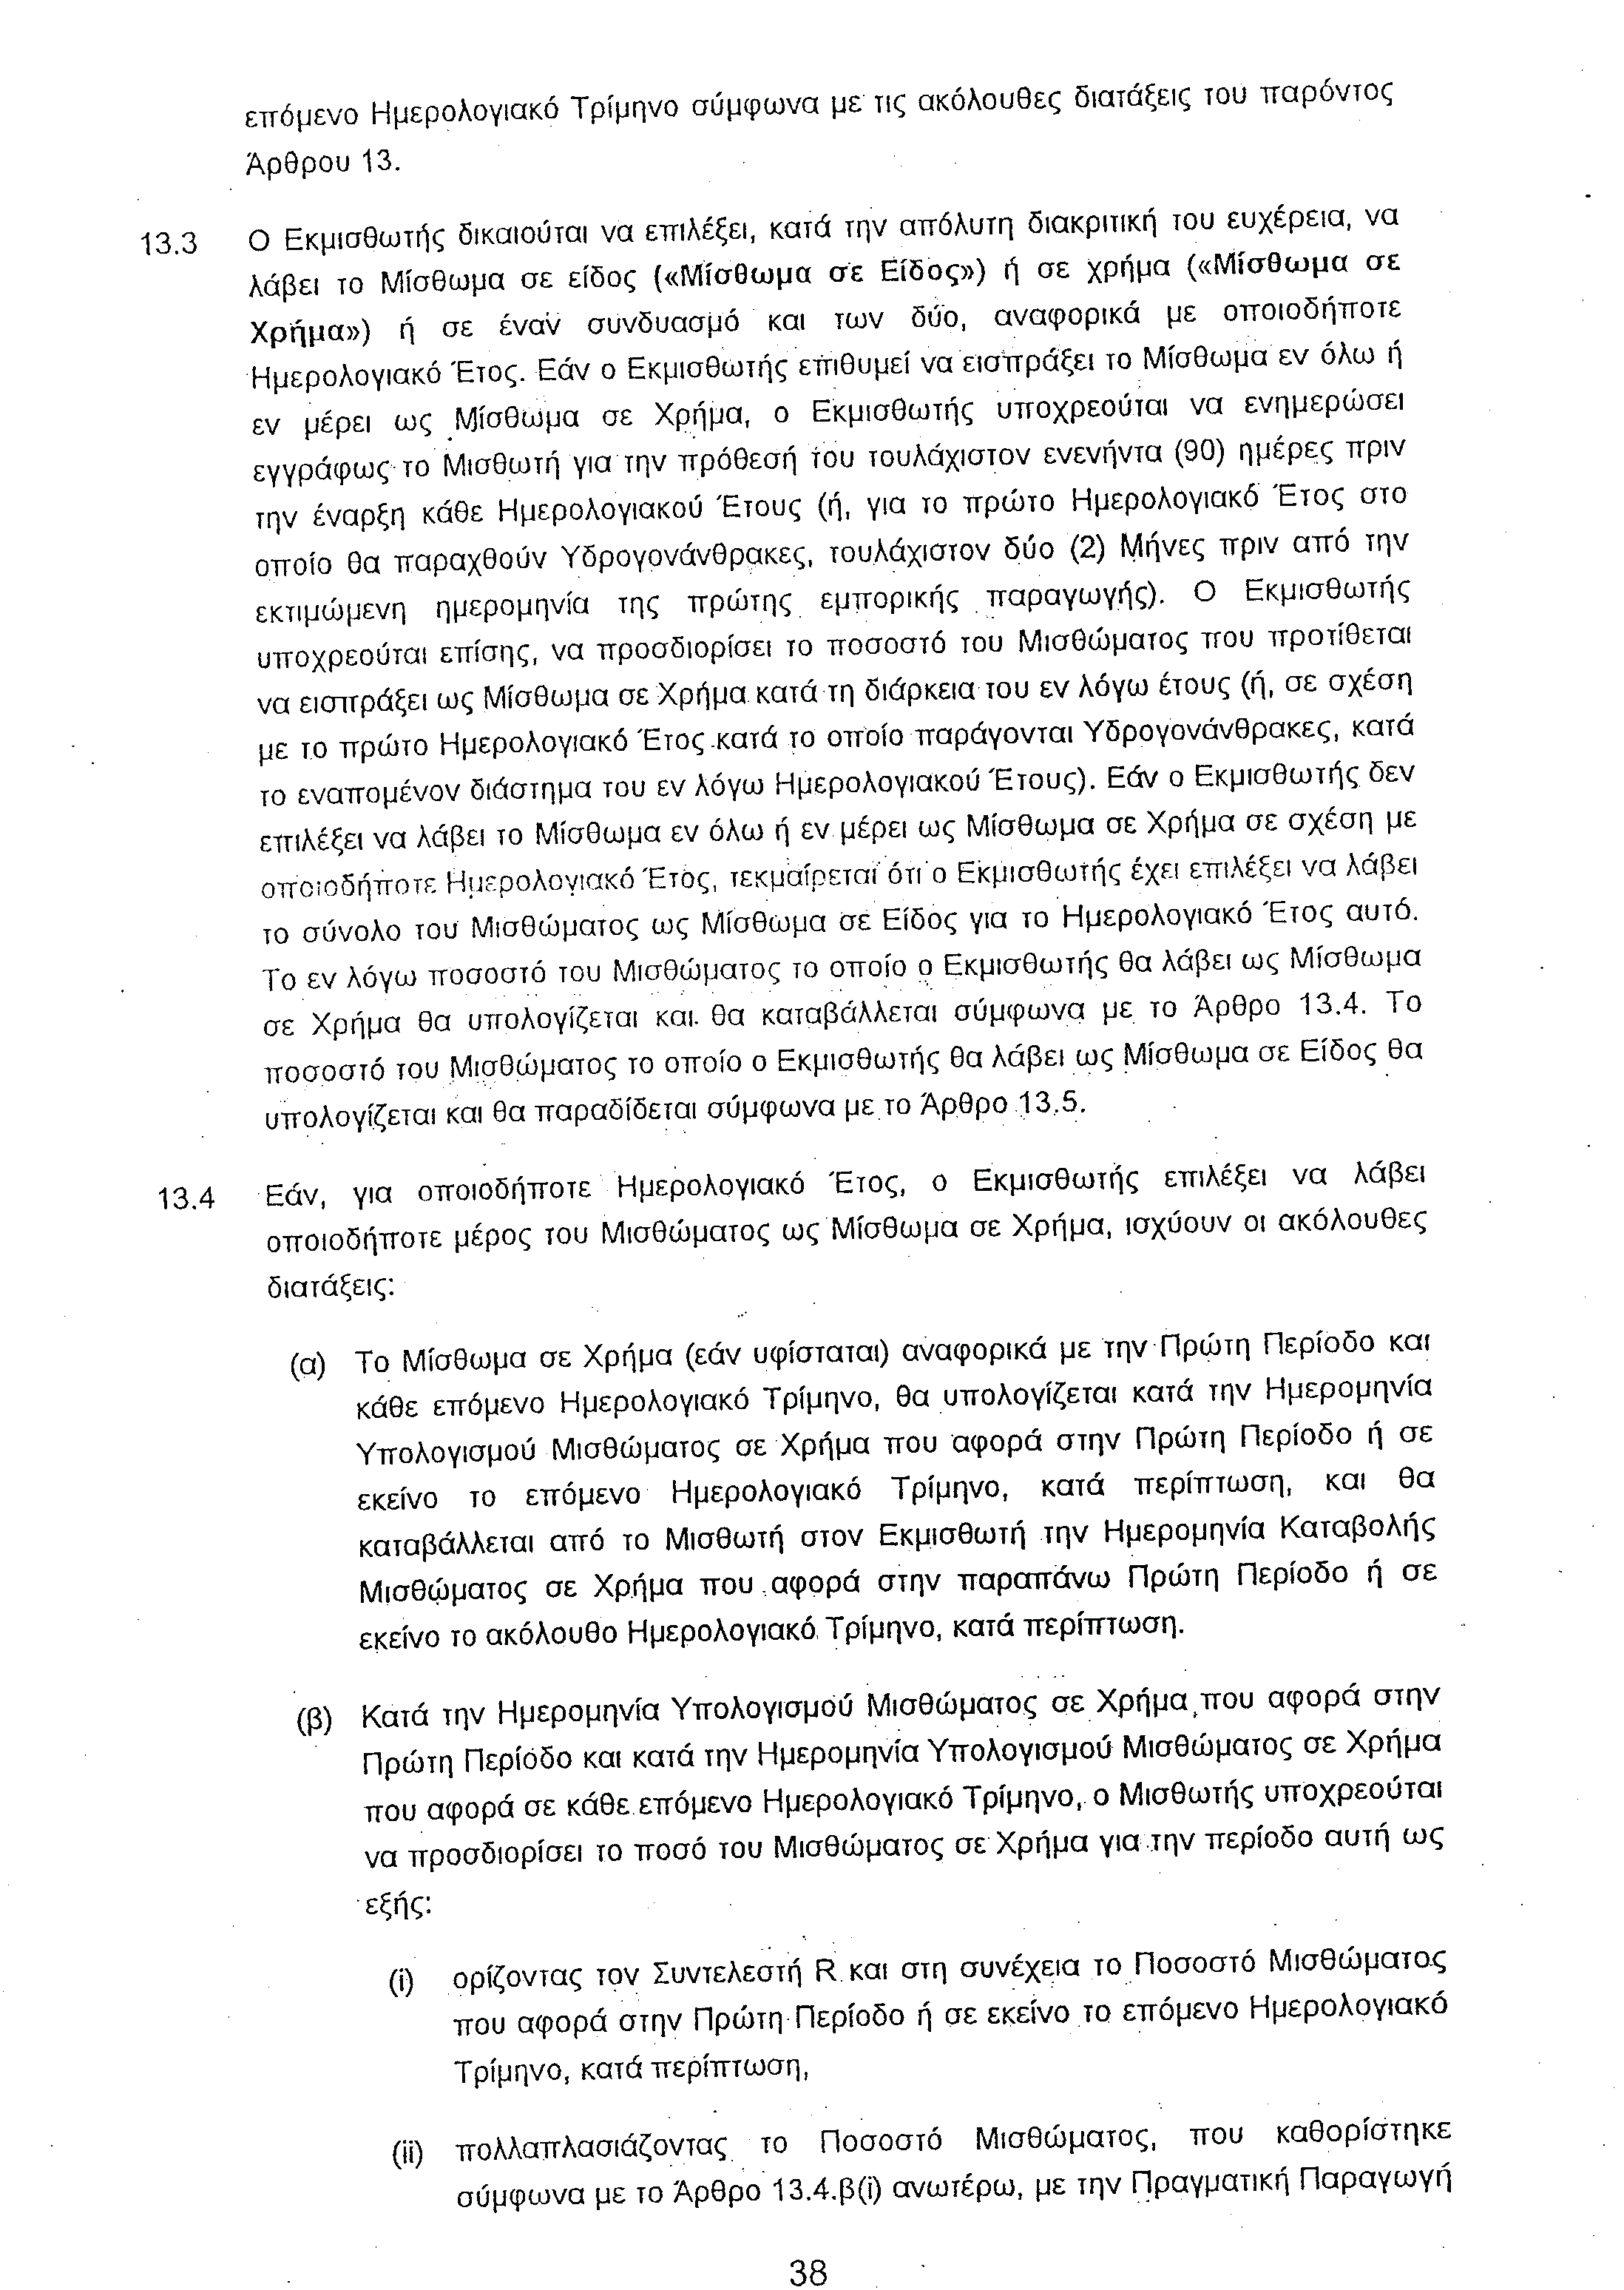 επόμενο Ημερολογιακό Τρίμηνο σύμφωνα με τις ακόλουθες διατάξεις του παρόντος
Άρθρου 13.
13.3 Ο Εκμισθωτής δικαιούται να επιλέξει, κατά την απόλυτη διακριτική του ευχέρεια, να
λάβει το Μίσθωμα σε είδος («Μίσθωμα σε Είδος») ή σε χρήμα («Μίσθωμα σε
Χρήμα») ή σε έναν συνδυασμό και των δύο, αναφορικά με οποιοδήποτε
Ημερολογιακό Έτος. Εάν ο Εκμισθωτής επιθυμεί να εισπράξει το Μίσθωμα εν όλω ή
εν μέρει ως Μίσθωμα σε Χρήμα, ο Εκμισθωτής υποχρεούται να ενημερώσει
εγγράφως το Μισθωτή για την πρόθεσή του τουλάχιστον ενενήντα (90) ημέρες πριν
την έναρξη κάθε Ημερολογιακού Έτους (ή, για το πρώτο Ημερολογιακό Έτος στο
οποίο θα παραχθούν Υδρογονάνθρακες, τουλάχιστον δύο (2) Μήνες πριν από την
εκτιμώμενη ημερομηνία της πρώτης εμπορικής παραγωγής). Ο Εκμισθωτής
υποχρεούται επίσης, να προσδιορίσει το ποσοστό του Μισθώματος που προτίθεται
να εισπράξει ως Μίσθωμα σε Χρήμα κατά τη διάρκεια του εν λόγω έτους (ή, σε σχέση
με το πρώτο Ημερολογιακό Έτος κατά το οποίο παράγονται Υδρογονάνθρακες, κατά
το εναπομένον διάστημα του εν λόγω Ημερολογιακού Έτους). Εάν ο Εκμισθωτής δεν
επιλέξει να λάβει το Μίσθωμα εν όλω ή εν μέρει ως Μίσθωμα σε Χρήμα σε σχέση με
οποιοδήποτε Ημερολογιακό Έτος, τεκμαίρεται ότι ο Εκμισθωτής έχει επιλέξει να λάβει
το σύνολο του Μισθώματος ως Μίσθωμα σε Είδος για το Ημερολογιακό Έτος αυτό.
Το εν λόγω ποσοστό του Μισθώματος το οποίο ο Εκμισθωτής θα λάβει ως Μίσθωμα
σε Χρήμα θα υπολογίζεται και θα καταβάλλεται σύμφωνα με το Άρθρο 13.4. Το
ποσοστό του Μισθώματος το οποίο ο Εκμισθωτής θα λάβει ως Μίσθωμα σε Είδος θα
υπολογίζεται και θα παραδίδεται σύμφωνα με το Άρθρο 13.5.
13.4 Εάν, για οποιοδήποτε Ημερολογιακό Έτος, ο Εκμισθωτής επιλέξει να λάβει
οποιοδήποτε μέρος του Μισθώματος ως Μίσθωμα σε Χρήμα, ισχύουν οι ακόλουθες
διατάξεις:
(α) Το Μίσθωμα σε Χρήμα (εάν υφίσταται) αναφορικά με την Πρώτη Περίοδο και
κάθε επόμενο Ημερολογιακό Τρίμηνο, θα υπολογίζεται κατά την Ημερομηνία
Υπολογισμού Μισθώματος σε Χρήμα που αφορά στην Πρώτη Περίοδο ή σε
εκείνο το επόμενο Ημερολογιακό Τρίμηνο, κατά περίπτωση, και θα
καταβάλλεται από το Μισθωτή στον Εκμισθωτή την Ημερομηνία Καταβολής
Μισθώματος σε Χρήμα που αφορά στην παραπάνω Πρώτη Περίοδο ή σε
εκείνο το ακόλουθο Ημερολογιακό Τρίμηνο, κατά περίπτωση.
(β) Κατά την Ημερομηνία Υπολογισμού Μισθώματος σε Χρήμα που αφορά στην
Πρώτη Περίοδο και κατά την Ημερομηνία Υπολογισμού Μισθώματος σε Χρήμα
που αφορά σε κάθε επόμενο Ημερολογιακό Τρίμηνο, ο Μισθωτής υποχρεούται
να προσδιορίσει το ποσό του Μισθώματος σε Χρήμα για την περίοδο αυτή ως
εξής:
(i) ορίζοντας τον Συντελεστή R και στη συνέχεια το Ποσοστό Μισθώματος
που αφορά στην Πρώτη Περίοδο ή σε εκείνο το επόμενο Ημερολογιακό
Τρίμηνο, κατά περίπτωση,
(ii) πολλαπλασιάζοντας το Ποσοστό Μισθώματος, που καθορίστηκε
σύμφωνα με το Άρθρο 13.4.β(i) ανωτέρω, με την Πραγματική Παραγωγή
38